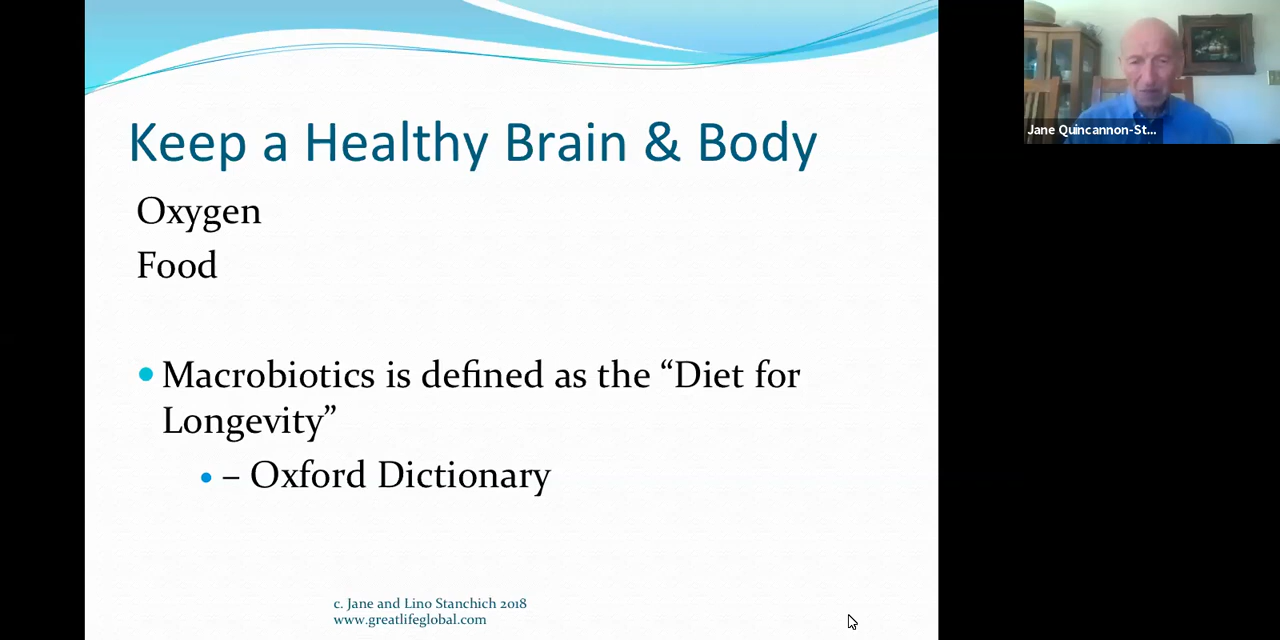 Keep a Healthy Brain & Body
Oxygen
Food
Macrobiotics is defined as the “Diet for
Longevity”
– Oxford Dictionary
c. Jane and Lino Stanchich 2018
www.greatlifeglobal.com
Jane Quincannon-St...